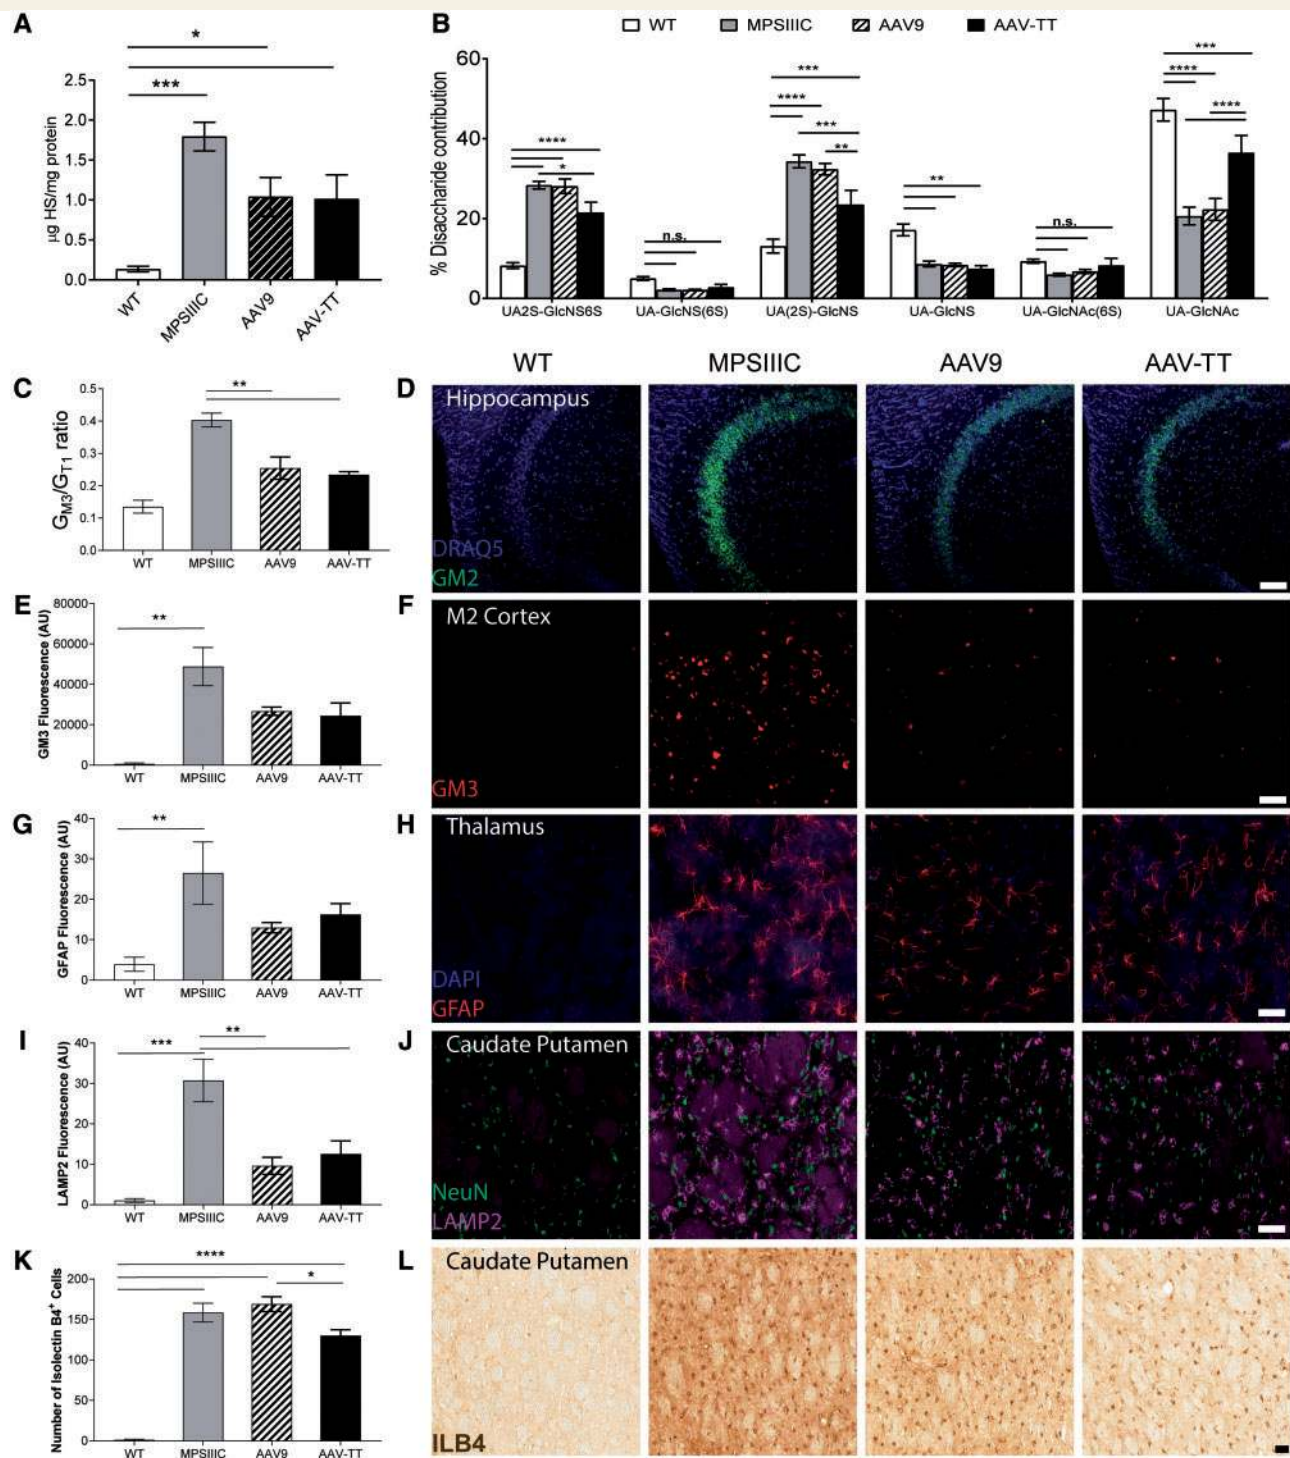 A
*
***
μg HS/mg protein
2.5
2.0
1.5
1.0
0.5
0.0
WT
MPSIIIC
AAV9
AAV-TT
B
WT MPSIIIC AAV9 AAV-TT
% Disaccharide contribution
60
40
20
0
****
*
n.s.
***
****
***
**
**
n.s.
***
****
****
UA2S-GlcNS6S UA-GlcNS(6S) UA(2S)-GlcNS UA-GlcNS UA-GlcNAc(6S) UA-GlcNAc
C
GM3/GT1 ratio
0.5
0.4
0.3
0.2
0.1
0.0
**
WT MPSIIIC AAV9 AAV-TT
WT MPSIIIC AAV9 AAV-TT
D
Hippocampus
DRAQ5
GM2
E
GM3 Fluorescence (AU)
80000
60000
40000
20000
0
**
WT MPSIIIC AAV9 AAV-TT
F
M2 Cortex
GM3
G
GFAP Fluorescence (AU)
40
30
20
10
0
**
WT MPSIIIC AAV9 AAV-TT
H
Thalamus
DAPI
GFAP
I
LAMP2 Fluorescence (AU)
40
30
20
10
0
***
**
WT MPSIIIC AAV9 AAV-TT
J
Caudate Putamen
NeuN
LAMP2
K
Number of Isolectin B4+ Cells
200
150
100
50
0
****
*
WT MPSIIIC AAV9 AAV-TT
L
Caudate Putamen
ILB4